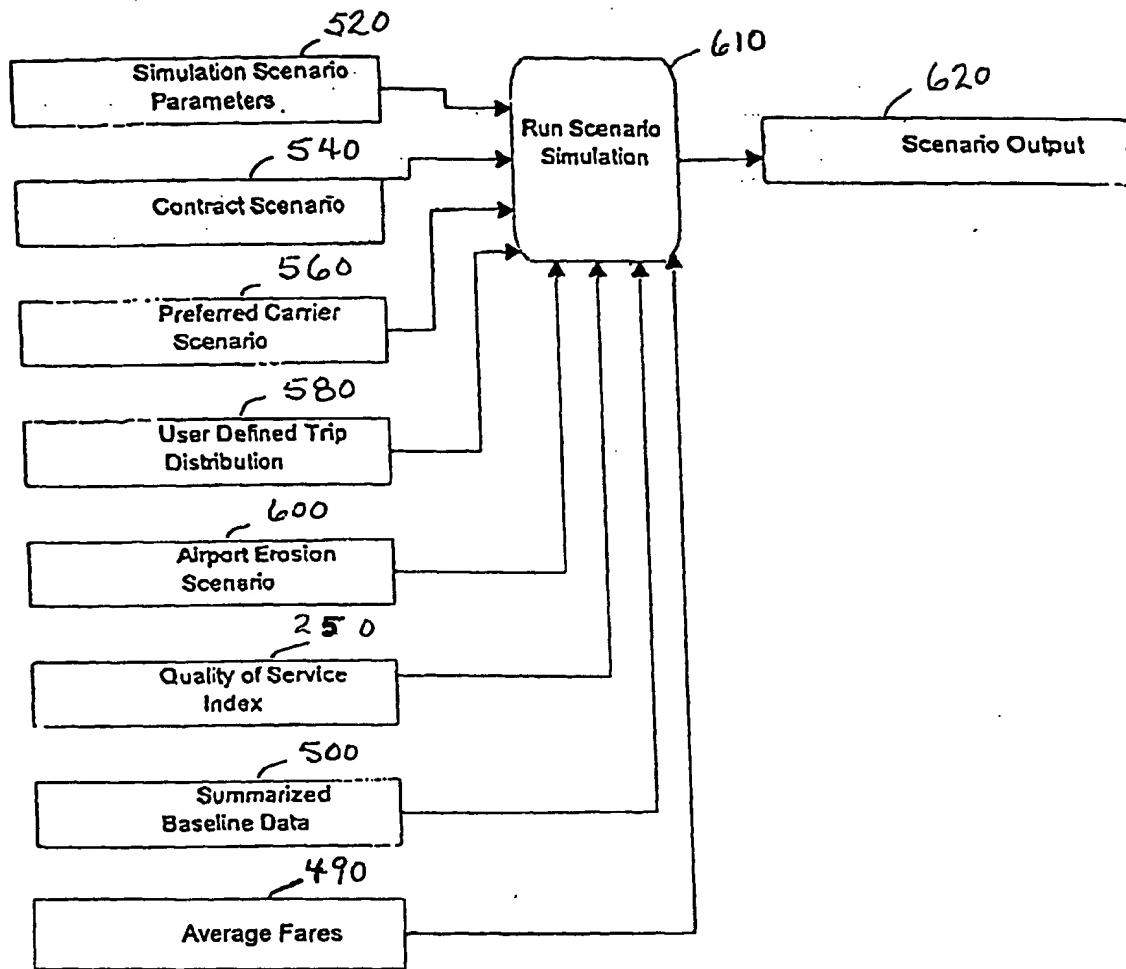 520
Simulation Scenario
Parameters.
610
Run Scenario
Simulation
620
Scenario Output
540
Contract Scenario
560
Preferred Carrier
Scenario
580
User Defined Trip
Distribution
600
Airport Erosion
Scenario
250
Quality of Service
Index
500
Summarized
Baseline Data
490
Average Fares